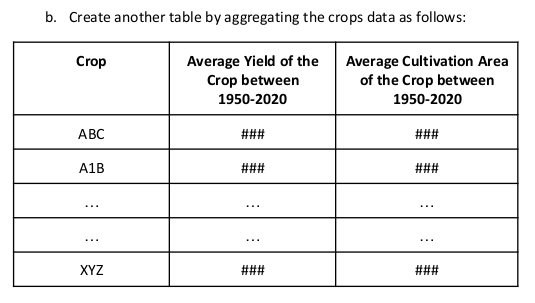 b. Create another table by aggregating the crops data as follows:
Crop
Average Yield of the
Crop between
1950-2020
Average Cultivation Area
of the Crop between
1950-2020
ABC ### ###
A1B ### ###
... ... ...
... ... ...
XYZ ### ###